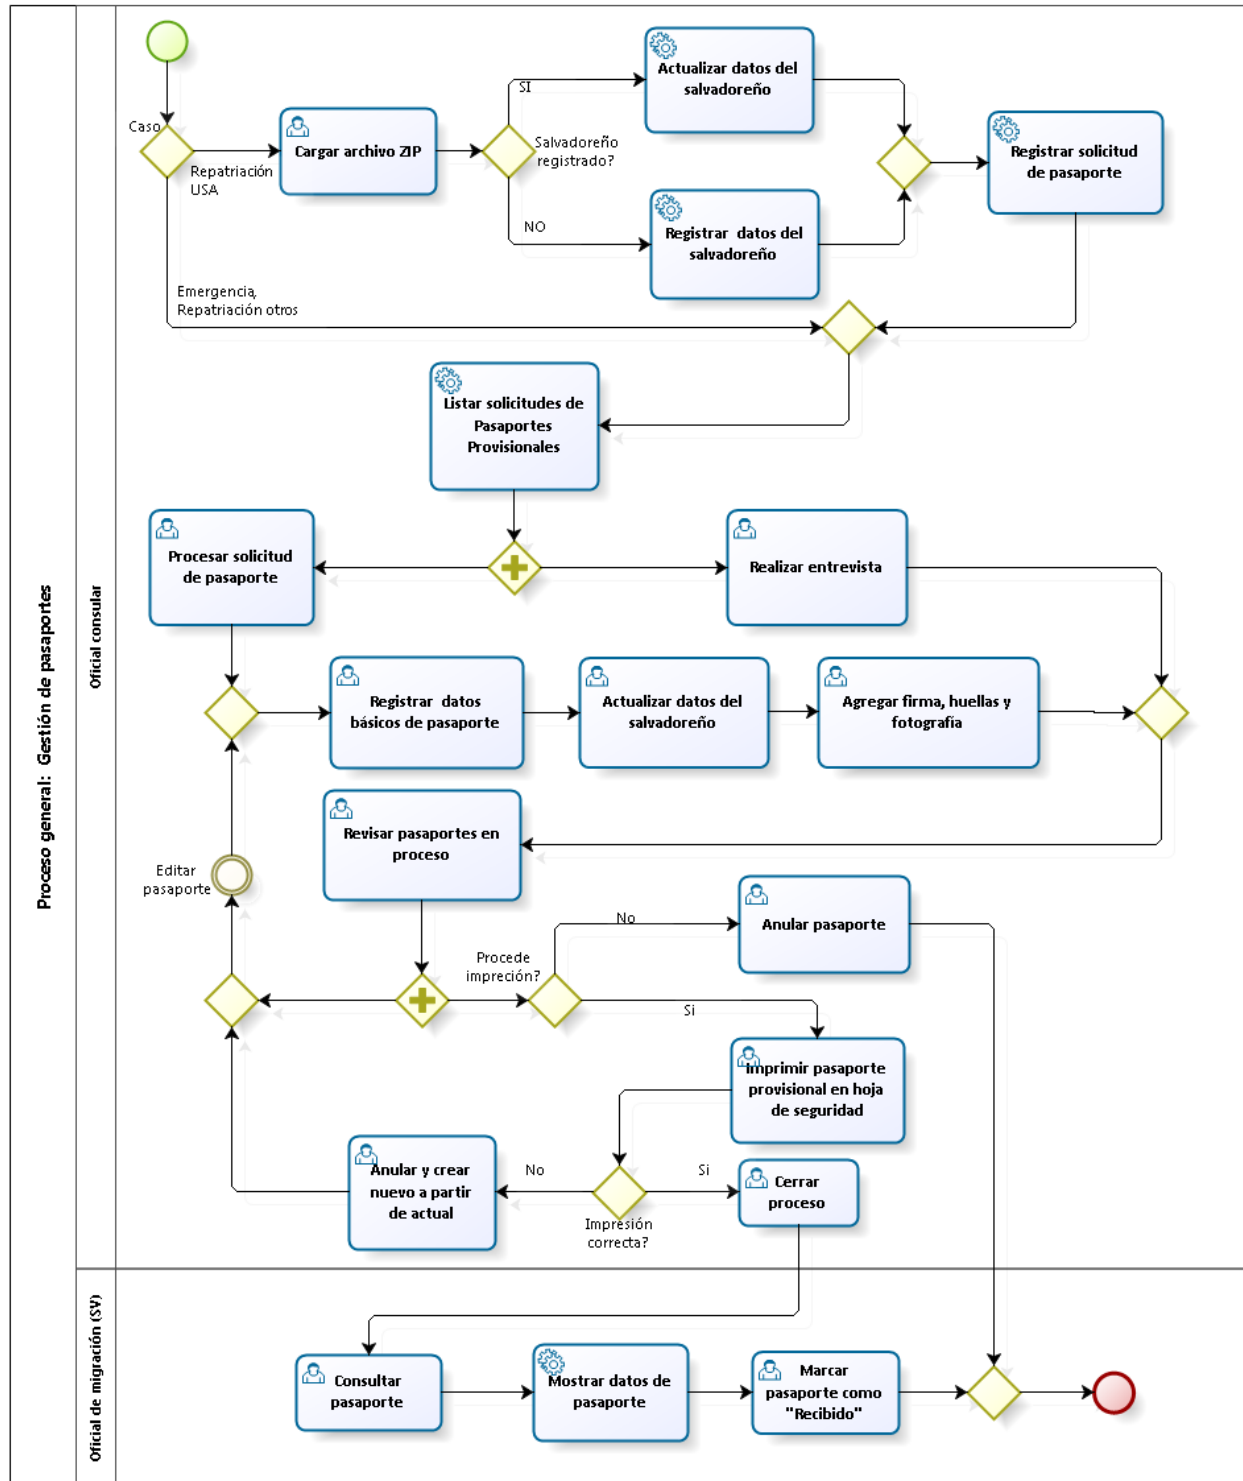 Proceso general: Gestión de pasaportes
Oficial consular
Caso
Repatriación
USA
Cargar archivo ZIP
Salvadoreño
registrado?
SI
Actualizar datos del
salvadoreño
NO
Registrar datos del
salvadoreño
Registrar solicitud
de pasaporte
Emergencia,
Repatriación otros
Listar solicitudes de
Pasaportes
Provisionales
Procesar solicitud
de pasaporte
Realizar entrevista
Registrar datos
básicos de pasaporte
Actualizar datos del
salvadoreño
Agregar firma, huellas y
fotografía
Revisar pasaportes en
proceso
Editar
pasaporte
Procede
impreción?
No
Anular pasaporte
Si
Imprimir pasaporte
provisional en hoja
de seguridad
Impresión
correcta?
No
Anular y crear
nuevo a partir
de actual
Si
Cerrar
proceso
Oficial de migración (SV)
Consultar
pasaporte
Mostrar datos de
pasaporte
Marcar
pasaporte como
"Recibido"